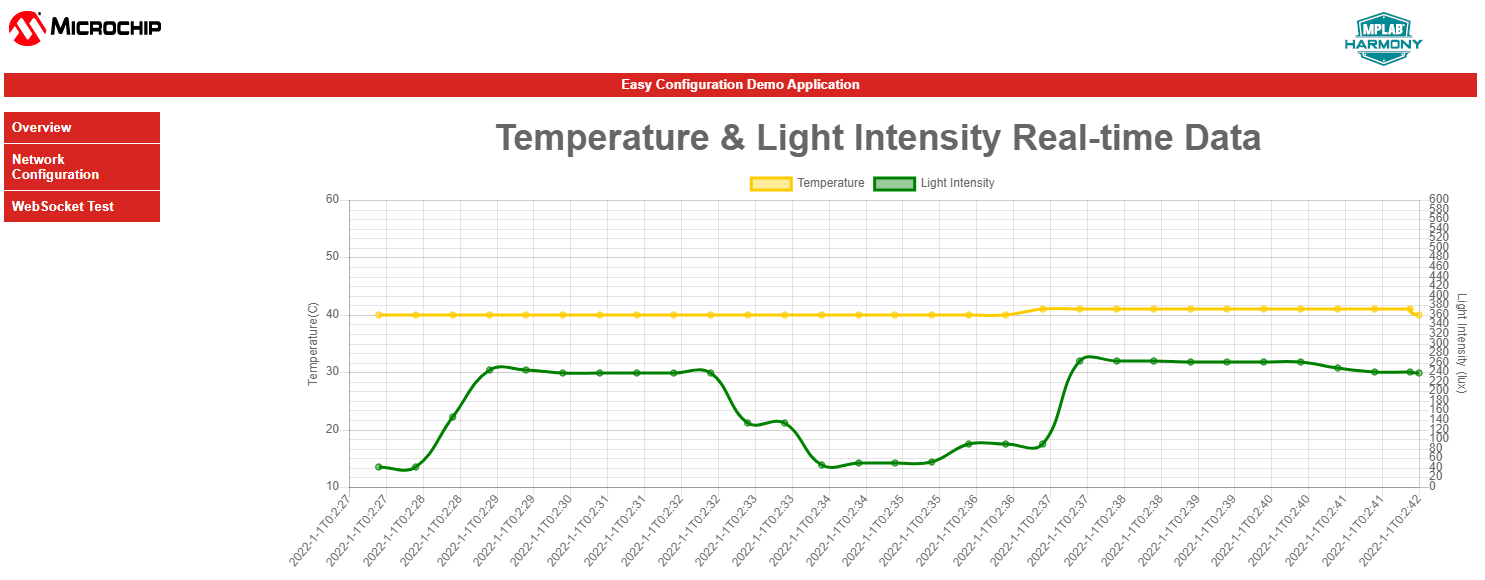 MICROCHIP
MPLAB®
HARMONY
Easy Configuration Demo Application
Overview
Network
Configuration
WebSocket Test
Temperature & Light Intensity Real-time Data
Temperature
Light Intensity
Temperature(C)
60
50
40
30
20
10
600
580
560
540
520
500
480
460
440
420
400
380
360
340
320
300
280
260
240
220
200
180
160
140
120
100
80
60
40
20
0
Light Intensity (lux)
2022-1-1T0:2:27
2022-1-1T0:2:27
2022-1-1T0:2:28
2022-1-1T0:2:28
2022-1-1T0:2:29
2022-1-1T0:2:29
2022-1-1T0:2:30
2022-1-1T0:2:31
2022-1-1T0:2:31
2022-1-1T0:2:32
2022-1-1T0:2:32
2022-1-1T0:2:33
2022-1-1T0:2:33
2022-1-1T0:2:34
2022-1-1T0:2:34
2022-1-1T0:2:35
2022-1-1T0:2:35
2022-1-1T0:2:36
2022-1-1T0:2:36
2022-1-1T0:2:37
2022-1-1T0:2:37
2022-1-1T0:2:38
2022-1-1T0:2:38
2022-1-1T0:2:39
2022-1-1T0:2:39
2022-1-1T0:2:40
2022-1-1T0:2:40
2022-1-1T0:2:41
2022-1-1T0:2:41
2022-1-1T0:2:42